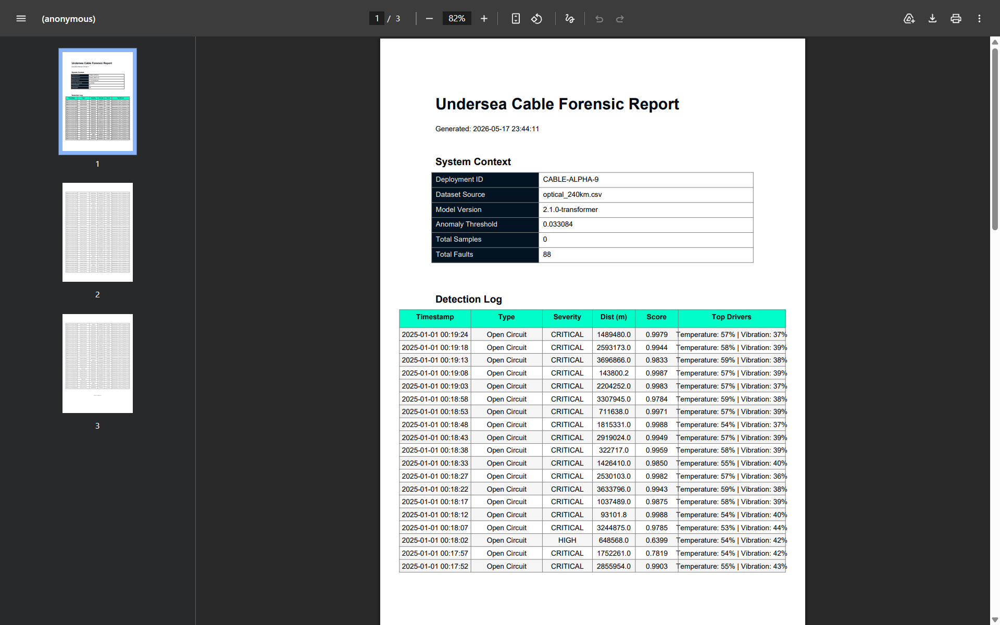 (anonymous)
1 / 3
82%
1
2
3
Undersea Cable Forensic Report
Generated: 2026-05-17 23:44:11
System Context
Deployment ID CABLE-ALPHA-9
Dataset Source optical_240km.csv
Model Version 2.1.0-transformer
Anomaly Threshold 0.033084
Total Samples 0
Total Faults 88
Detection Log
Timestamp Type Severity Dist (m) Score Top Drivers
2025-01-01 00:19:24 Open Circuit CRITICAL 1489480.0 0.9979 Temperature: 57% | Vibration: 37%
2025-01-01 00:19:18 Open Circuit CRITICAL 2593173.0 0.9944 Temperature: 58% | Vibration: 39%
2025-01-01 00:19:13 Open Circuit CRITICAL 3696866.0 0.9833 Temperature: 59% | Vibration: 38%
2025-01-01 00:19:08 Open Circuit CRITICAL 143800.2 0.9987 Temperature: 57% | Vibration: 39%
2025-01-01 00:19:03 Open Circuit CRITICAL 2204252.0 0.9983 Temperature: 57% | Vibration: 37%
2025-01-01 00:18:58 Open Circuit CRITICAL 3307945.0 0.9784 Temperature: 59% | Vibration: 38%
2025-01-01 00:18:53 Open Circuit CRITICAL 711638.0 0.9971 Temperature: 57% | Vibration: 39%
2025-01-01 00:18:48 Open Circuit CRITICAL 1815331.0 0.9988 Temperature: 54% | Vibration: 37%
2025-01-01 00:18:43 Open Circuit CRITICAL 2919024.0 0.9949 Temperature: 57% | Vibration: 39%
2025-01-01 00:18:38 Open Circuit CRITICAL 322717.0 0.9959 Temperature: 58% | Vibration: 39%
2025-01-01 00:18:33 Open Circuit CRITICAL 1426410.0 0.9850 Temperature: 55% | Vibration: 40%
2025-01-01 00:18:27 Open Circuit CRITICAL 2530103.0 0.9982 Temperature: 57% | Vibration: 36%
2025-01-01 00:18:22 Open Circuit CRITICAL 3633796.0 0.9943 Temperature: 59% | Vibration: 38%
2025-01-01 00:18:17 Open Circuit CRITICAL 1037489.0 0.9875 Temperature: 58% | Vibration: 39%
2025-01-01 00:18:12 Open Circuit CRITICAL 93101.8 0.9988 Temperature: 54% | Vibration: 40%
2025-01-01 00:18:07 Open Circuit CRITICAL 3244875.0 0.9785 Temperature: 53% | Vibration: 44%
2025-01-01 00:18:02 Open Circuit HIGH 648568.0 0.6399 Temperature: 54% | Vibration: 42%
2025-01-01 00:17:57 Open Circuit CRITICAL 1752261.0 0.7819 Temperature: 54% | Vibration: 42%
2025-01-01 00:17:52 Open Circuit CRITICAL 2855954.0 0.9903 Temperature: 55% | Vibration: 43%